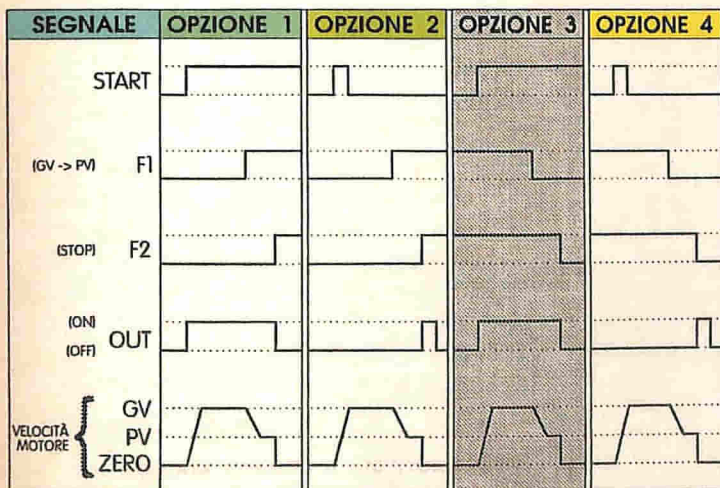 SEGNALE OPZIONE 1 OPZIONE 2 OPZIONE 3 OPZIONE 4
START
(GV -> PV) F1
(STOP) F2
(ON)
OUT
(OFF)
GV
VELOCITÀ
MOTORE
PV
ZERO